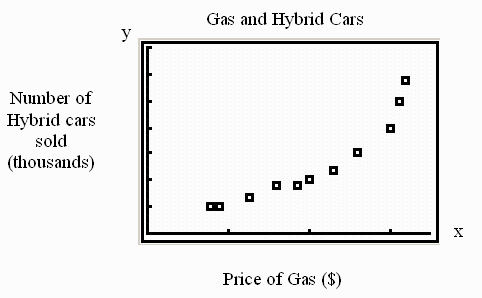 Gas and Hybrid Cars
y
Number of
Hybrid cars
sold
(thousands)
x
Price of Gas ($)